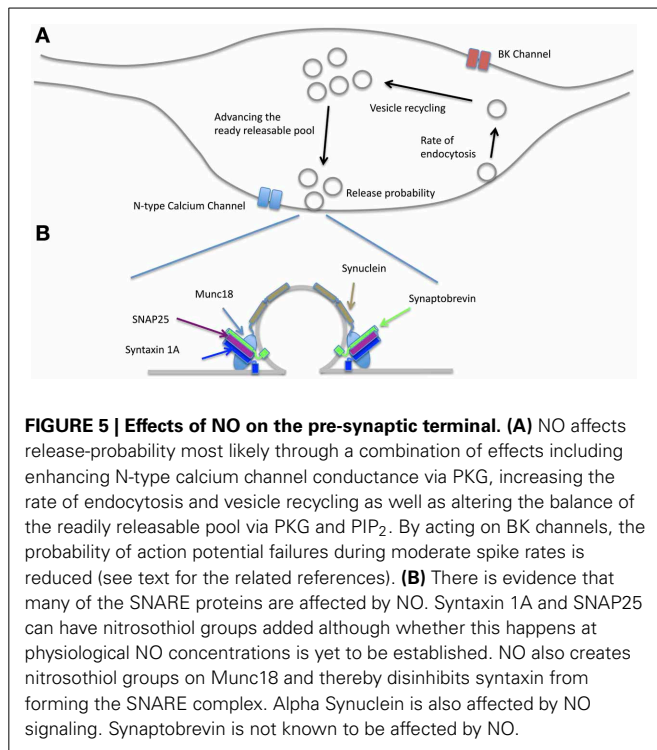 A
BK Channel
Advancing the
ready releasable pool
Vesicle recycling
Rate of
endocytosis
Release probability
N-type Calcium Channel
B
Munc18
Synuclein
SNAP25
Synaptobrevin
Syntaxin 1A
FIGURE 5 | Effects of NO on the pre-synaptic terminal. (A) NO affects
release-probability most likely through a combination of effects including
enhancing N-type calcium channel conductance via PKG, increasing the
rate of endocytosis and vesicle recycling as well as altering the balance of
the readily releasable pool via PKG and PIP₂. By acting on BK channels, the
probability of action potential failures during moderate spike rates is
reduced (see text for the related references). (B) There is evidence that
many of the SNARE proteins are affected by NO. Syntaxin 1A and SNAP25
can have nitrosothiol groups added although whether this happens at
physiological NO concentrations is yet to be established. NO also creates
nitrosothiol groups on Munc18 and thereby disinhibits syntaxin from
forming the SNARE complex. Alpha Synuclein is also affected by NO
signaling. Synaptobrevin is not known to be affected by NO.